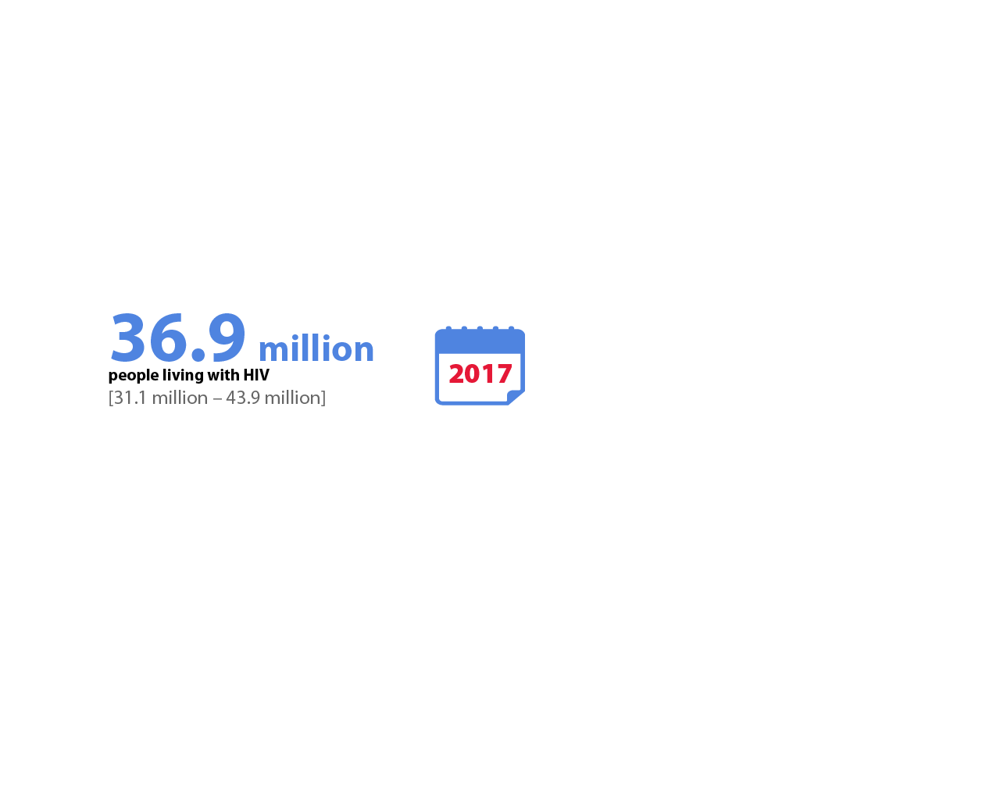 36.9 million
people living with HIV
[31.1 million – 43.9 million]
2017